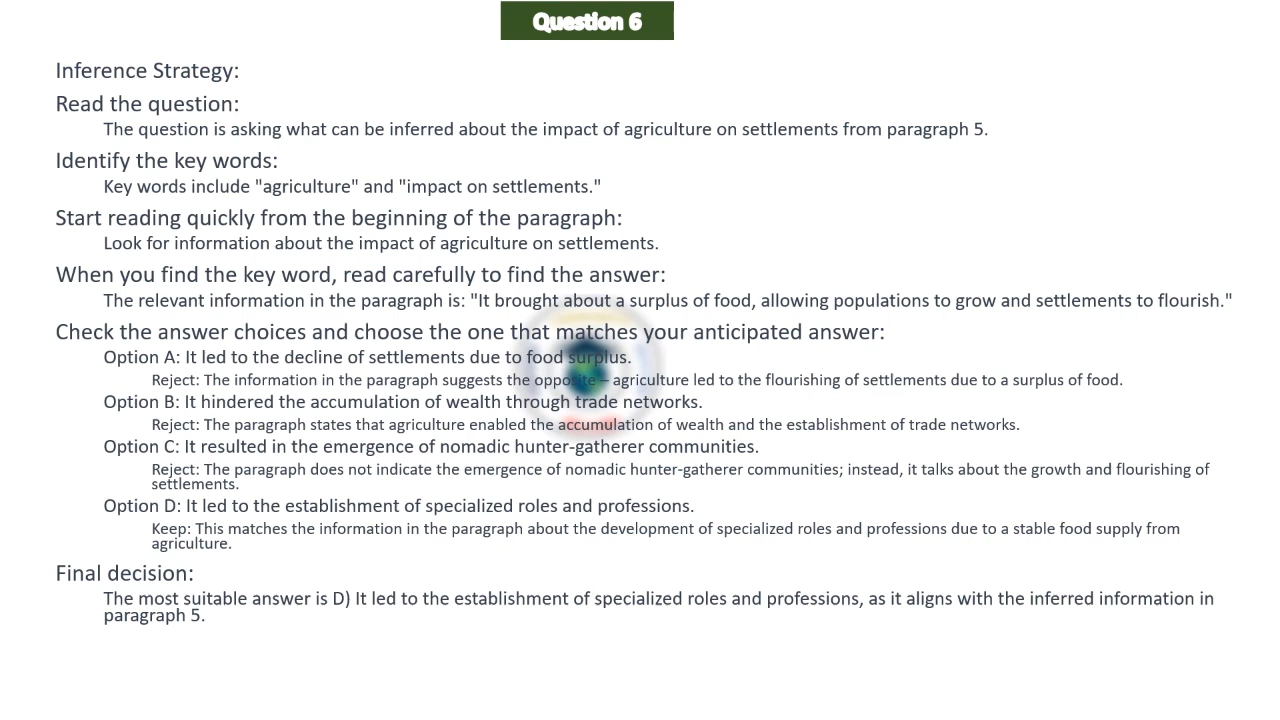 Question 6
Inference Strategy:
Read the question:
The question is asking what can be inferred about the impact of agriculture on settlements from paragraph 5.
Identify the key words:
Key words include "agriculture" and "impact on settlements."
Start reading quickly from the beginning of the paragraph:
Look for information about the impact of agriculture on settlements.
When you find the key word, read carefully to find the answer:
The relevant information in the paragraph is: "It brought about a surplus of food, allowing populations to grow and settlements to flourish."
Check the answer choices and choose the one that matches your anticipated answer:
Option A: It led to the decline of settlements due to food surplus.
Reject: The information in the paragraph suggests the opposite – agriculture led to the flourishing of settlements due to a surplus of food.
Option B: It hindered the accumulation of wealth through trade networks.
Reject: The paragraph states that agriculture enabled the accumulation of wealth and the establishment of trade networks.
Option C: It resulted in the emergence of nomadic hunter-gatherer communities.
Reject: The paragraph does not indicate the emergence of nomadic hunter-gatherer communities; instead, it talks about the growth and flourishing of
settlements.
Option D: It led to the establishment of specialized roles and professions.
Keep: This matches the information in the paragraph about the development of specialized roles and professions due to a stable food supply from
agriculture.
Final decision:
The most suitable answer is D) It led to the establishment of specialized roles and professions, as it aligns with the inferred information in
paragraph 5.